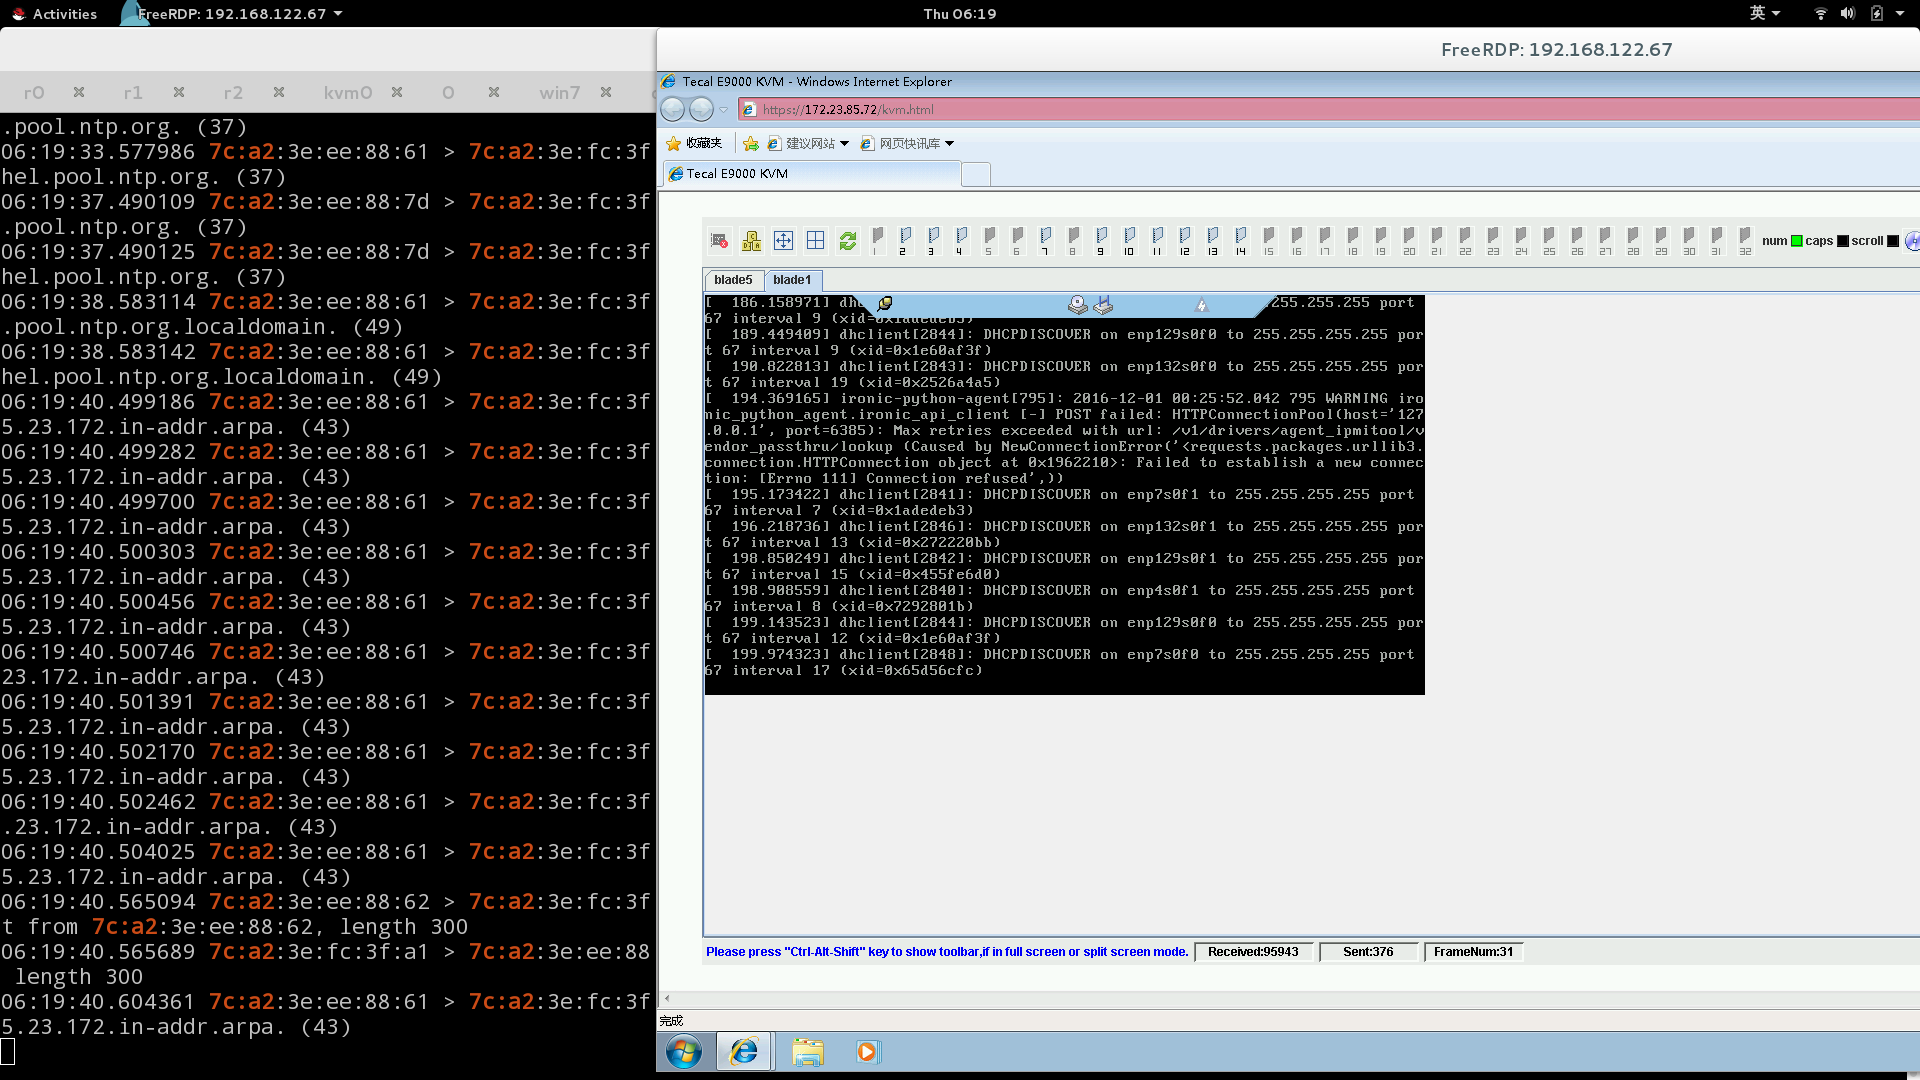 Activities
FreeRDP: 192.168.122.67
Thu 06:19
英
FreeRDP: 192.168.122.67
r0 r1 r2 kvm0 0 win7
.pool.ntp.org. (37)
06:19:33.577986 7c:a2:3e:ee:88:61 > 7c:a2:3e:fc:3f
hel.pool.ntp.org. (37)
06:19:37.490109 7c:a2:3e:ee:88:7d > 7c:a2:3e:fc:3f
.pool.ntp.org. (37)
06:19:37.490125 7c:a2:3e:ee:88:7d > 7c:a2:3e:fc:3f
hel.pool.ntp.org. (37)
06:19:38.583114 7c:a2:3e:ee:88:61 > 7c:a2:3e:fc:3f
.pool.ntp.org.localdomain. (49)
06:19:38.583142 7c:a2:3e:ee:88:61 > 7c:a2:3e:fc:3f
hel.pool.ntp.org.localdomain. (49)
06:19:40.499186 7c:a2:3e:ee:88:61 > 7c:a2:3e:fc:3f
5.23.172.in-addr.arpa. (43)
06:19:40.499282 7c:a2:3e:ee:88:61 > 7c:a2:3e:fc:3f
5.23.172.in-addr.arpa. (43)
06:19:40.499700 7c:a2:3e:ee:88:61 > 7c:a2:3e:fc:3f
5.23.172.in-addr.arpa. (43)
06:19:40.500303 7c:a2:3e:ee:88:61 > 7c:a2:3e:fc:3f
5.23.172.in-addr.arpa. (43)
06:19:40.500456 7c:a2:3e:ee:88:61 > 7c:a2:3e:fc:3f
5.23.172.in-addr.arpa. (43)
06:19:40.500746 7c:a2:3e:ee:88:61 > 7c:a2:3e:fc:3f
23.172.in-addr.arpa. (43)
06:19:40.501391 7c:a2:3e:ee:88:61 > 7c:a2:3e:fc:3f
5.23.172.in-addr.arpa. (43)
06:19:40.502170 7c:a2:3e:ee:88:61 > 7c:a2:3e:fc:3f
5.23.172.in-addr.arpa. (43)
06:19:40.502462 7c:a2:3e:ee:88:61 > 7c:a2:3e:fc:3f
.23.172.in-addr.arpa. (43)
06:19:40.504025 7c:a2:3e:ee:88:61 > 7c:a2:3e:fc:3f
5.23.172.in-addr.arpa. (43)
06:19:40.565094 7c:a2:3e:ee:88:62 > 7c:a2:3e:fc:3f
t from 7c:a2:3e:ee:88:62, length 300
06:19:40.565689 7c:a2:3e:fc:3f:a1 > 7c:a2:3e:ee:88
length 300
06:19:40.604361 7c:a2:3e:ee:88:61 > 7c:a2:3e:fc:3f
5.23.172.in-addr.arpa. (43)
Tecal E9000 KVM - Windows Internet Explorer
https://172.23.85.72/kvm.html
收藏夹 建议网站 网页快讯库
Tecal E9000 KVM
1 2 3 4 5 6 7 8 9 10 11 12 13 14 15 16 17 18 19 20 21 22 23 24 25 26 27 28 29 30 31 32
num caps scroll
blade5 blade1
[  186.158971] dhc 255.255.255 port
67 interval 9 (xid=0x1adedeb3)
[  189.449409] dhclient[2844]: DHCPDISCOVER on enp129s0f0 to 255.255.255.255 por
t 67 interval 9 (xid=0x1e60af3f)
[  190.822813] dhclient[2843]: DHCPDISCOVER on enp132s0f0 to 255.255.255.255 por
t 67 interval 19 (xid=0x2526a4a5)
[  194.369165] ironic-python-agent[795]: 2016-12-01 00:25:52.042 795 WARNING iro
nic_python_agent.ironic_api_client [-] POST failed: HTTPConnectionPool(host='127
.0.0.1', port=6385): Max retries exceeded with url: /v1/drivers/agent_ipmitool/v
endor_passthru/lookup (Caused by NewConnectionError('<requests.packages.urllib3.
connection.HTTPConnection object at 0x1962210>: Failed to establish a new connec
tion: [Errno 111] Connection refused',))
[  195.173422] dhclient[2841]: DHCPDISCOVER on enp7s0f1 to 255.255.255.255 port
67 interval 7 (xid=0x1adedeb3)
[  196.218736] dhclient[2846]: DHCPDISCOVER on enp132s0f1 to 255.255.255.255 por
t 67 interval 13 (xid=0x272220bb)
[  198.850249] dhclient[2842]: DHCPDISCOVER on enp129s0f1 to 255.255.255.255 por
t 67 interval 15 (xid=0x455fe6d0)
[  198.908559] dhclient[2840]: DHCPDISCOVER on enp4s0f1 to 255.255.255.255 port
67 interval 8 (xid=0x7292801b)
[  199.143523] dhclient[2844]: DHCPDISCOVER on enp129s0f0 to 255.255.255.255 por
t 67 interval 12 (xid=0x1e60af3f)
[  199.974323] dhclient[2848]: DHCPDISCOVER on enp7s0f0 to 255.255.255.255 port
67 interval 17 (xid=0x65d56cfc)
Please press "Ctrl-Alt-Shift" key to show toolbar,if in full screen or split screen mode. Received:95943 Sent:376 FrameNum:31
完成